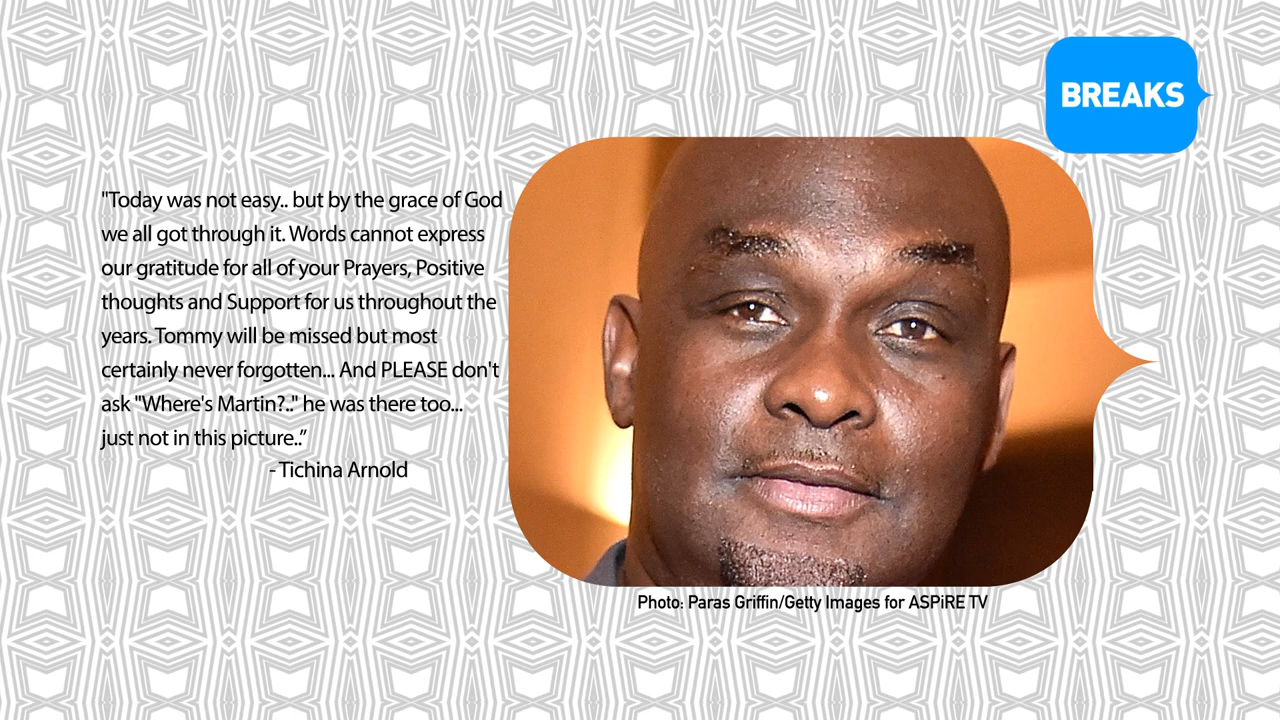 BREAKS
"Today was not easy.. but by the grace of God
we all got through it. Words cannot express
our gratitude for all of your Prayers, Positive
thoughts and Support for us throughout the
years. Tommy will be missed but most
certainly never forgotten... And PLEASE don't
ask "Where's Martin?.." he was there too...
just not in this picture..”
- Tichina Arnold
Photo: Paras Griffin/Getty Images for ASPiRE TV